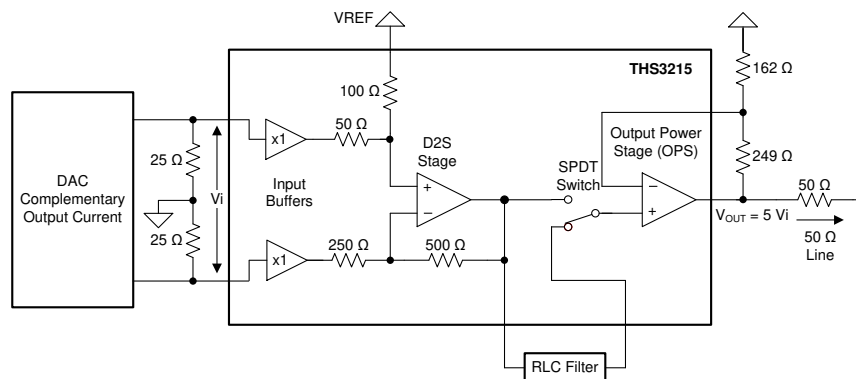 VREF
THS3215
162 Ω
100 Ω
x1
50 Ω
D2S
Stage
Output Power
Stage (OPS)
249 Ω
25 Ω
DAC
Complementary
Output Current
Vi
Input
Buffers
+
−
SPDT
Switch
−
+
50 Ω
VOUT = 5 Vi
50 Ω
Line
25 Ω
x1
250 Ω
500 Ω
RLC Filter